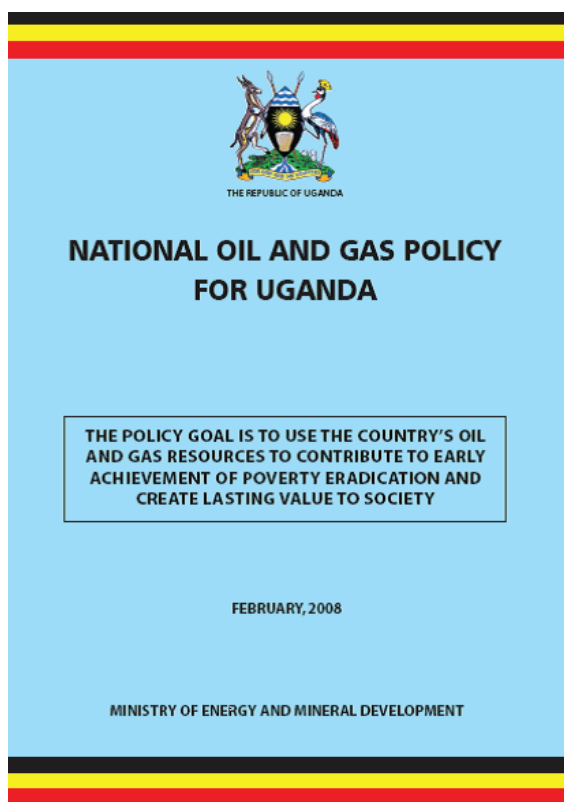 THE REPUBLIC OF UGANDA
NATIONAL OIL AND GAS POLICY
FOR UGANDA
THE POLICY GOAL IS TO USE THE COUNTRY'S OIL
AND GAS RESOURCES TO CONTRIBUTE TO EARLY
ACHIEVEMENT OF POVERTY ERADICATION AND
CREATE LASTING VALUE TO SOCIETY
FEBRUARY, 2008
MINISTRY OF ENERGY AND MINERAL DEVELOPMENT